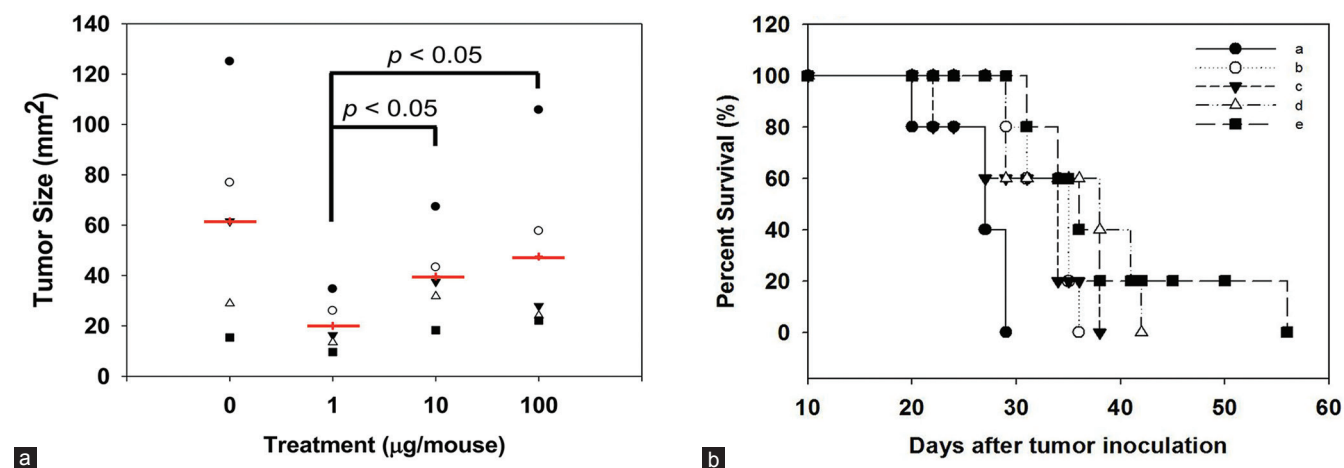 140
120
100
80
60
40
20
0
Tumor Size (mm²)
p < 0.05
p < 0.05
0 1 10 100
Treatment (μg/mouse)
a
120
100
80
60
40
20
0
Percent Survival (%)
a
b
c
d
e
10 20 30 40 50 60
Days after tumor inoculation
b